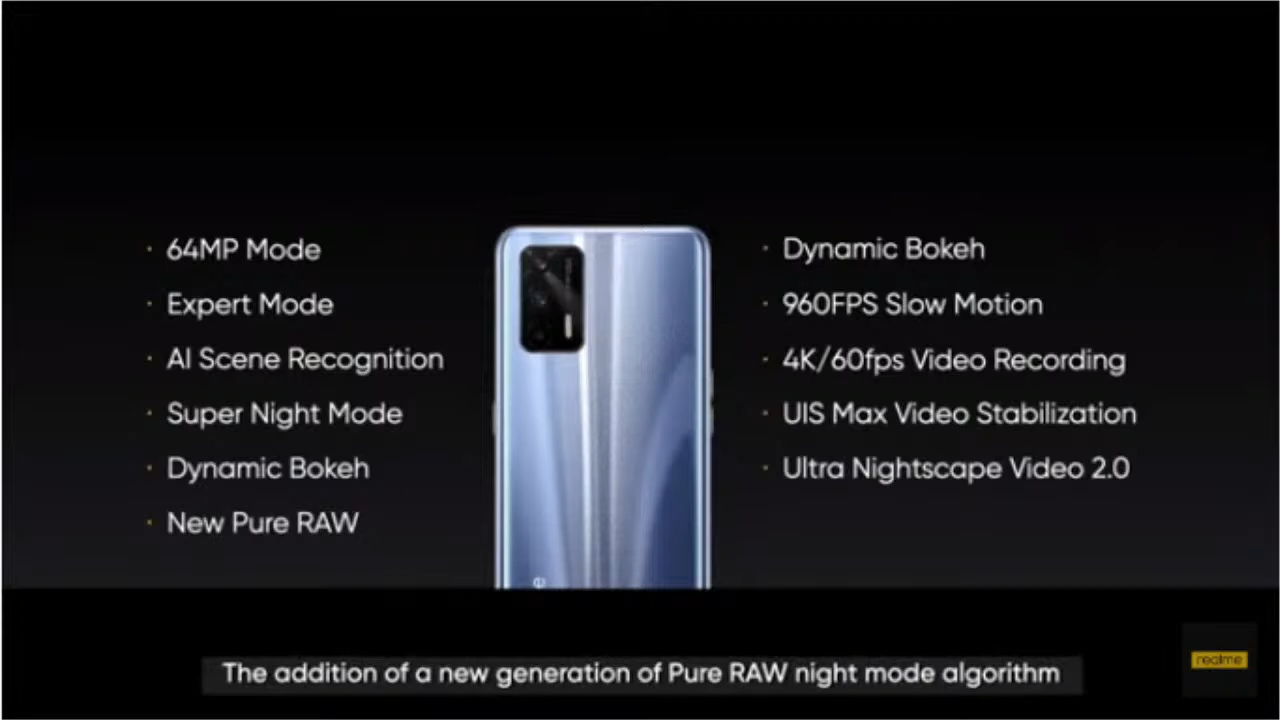 64MP Mode
Expert Mode
AI Scene Recognition
Super Night Mode
Dynamic Bokeh
New Pure RAW
Dynamic Bokeh
960FPS Slow Motion
4K/60fps Video Recording
UIS Max Video Stabilization
Ultra Nightscape Video 2.0
e
The addition of a new generation of Pure RAW night mode algorithm
realme